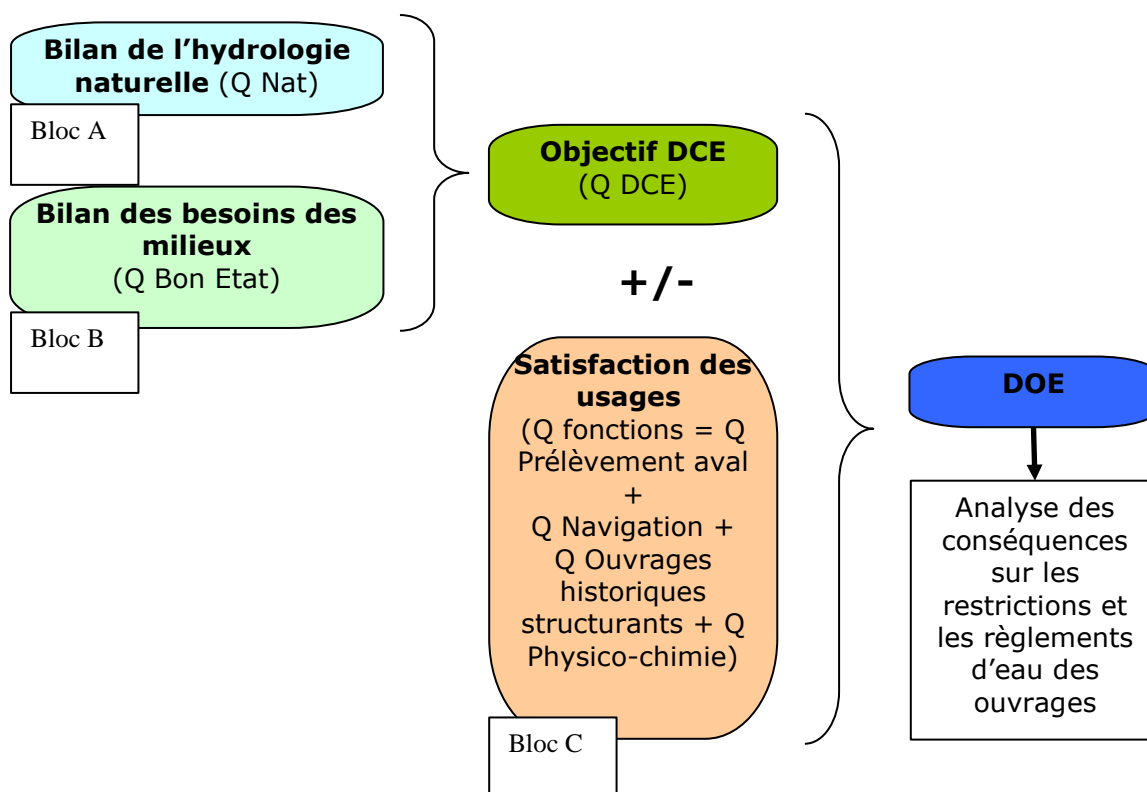 Bilan de l’hydrologie
naturelle (Q Nat)
Bloc A
Bilan des besoins des
milieux
(Q Bon Etat)
Bloc B
Objectif DCE
(Q DCE)
+/-
Satisfaction des
usages
(Q fonctions = Q
Prélèvement aval
+
Q Navigation +
Q Ouvrages
historiques
structurants + Q
Physico-chimie)
Bloc C
DOE
Analyse des
conséquences
sur les
restrictions et
les règlements
d’eau des
ouvrages